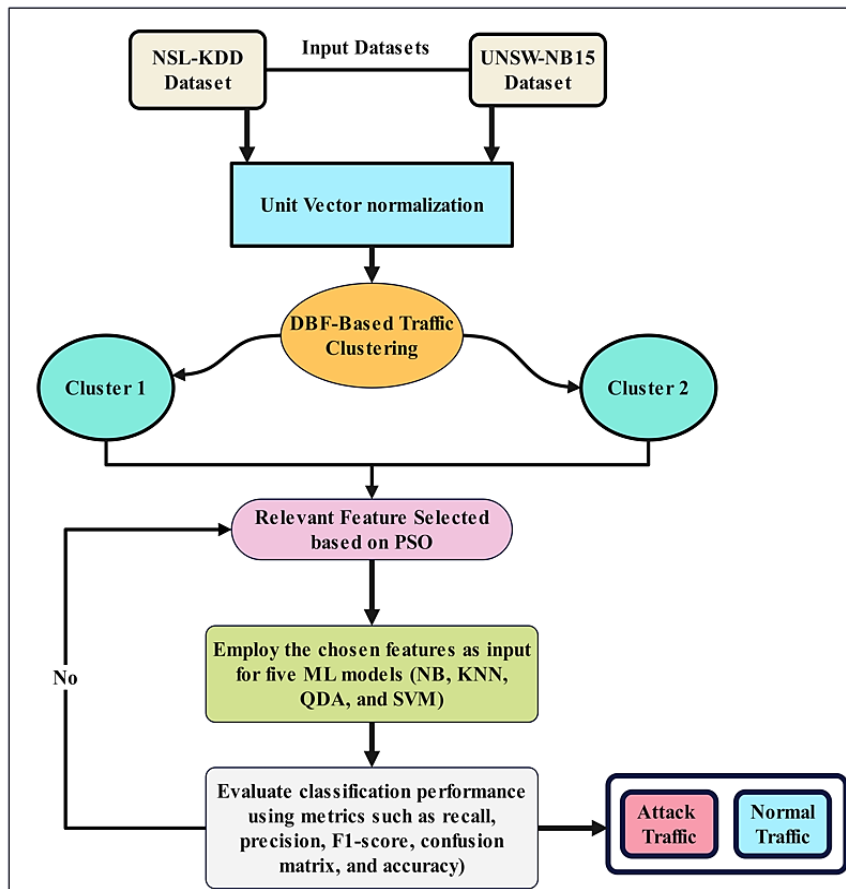 NSL-KDD
Dataset
Input Datasets
UNSW-NB15
Dataset
Unit Vector normalization
DBF-Based Traffic
Clustering
Cluster 1
Cluster 2
Relevant Feature Selected
based on PSO
Employ the chosen features as input
for five ML models (NB, KNN,
QDA, and SVM)
No
Evaluate classification performance
using metrics such as recall,
precision, F1-score, confusion
matrix, and accuracy)
Attack
Traffic
Normal
Traffic